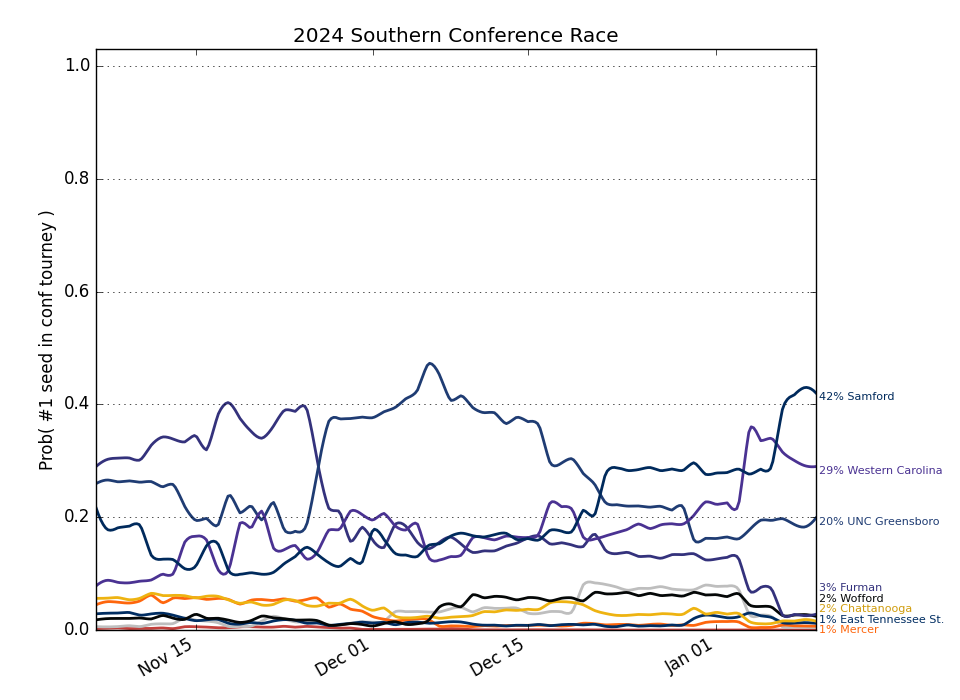 2024 Southern Conference Race
Prob( #1 seed in conf tourney )
1.0
0.8
0.6
0.4
0.2
0.0
Nov 15
Dec 01
Dec 15
Jan 01
42% Samford
29% Western Carolina
20% UNC Greensboro
3% Furman
2% Wofford
2% Chattanooga
1% East Tennessee St.
1% Mercer